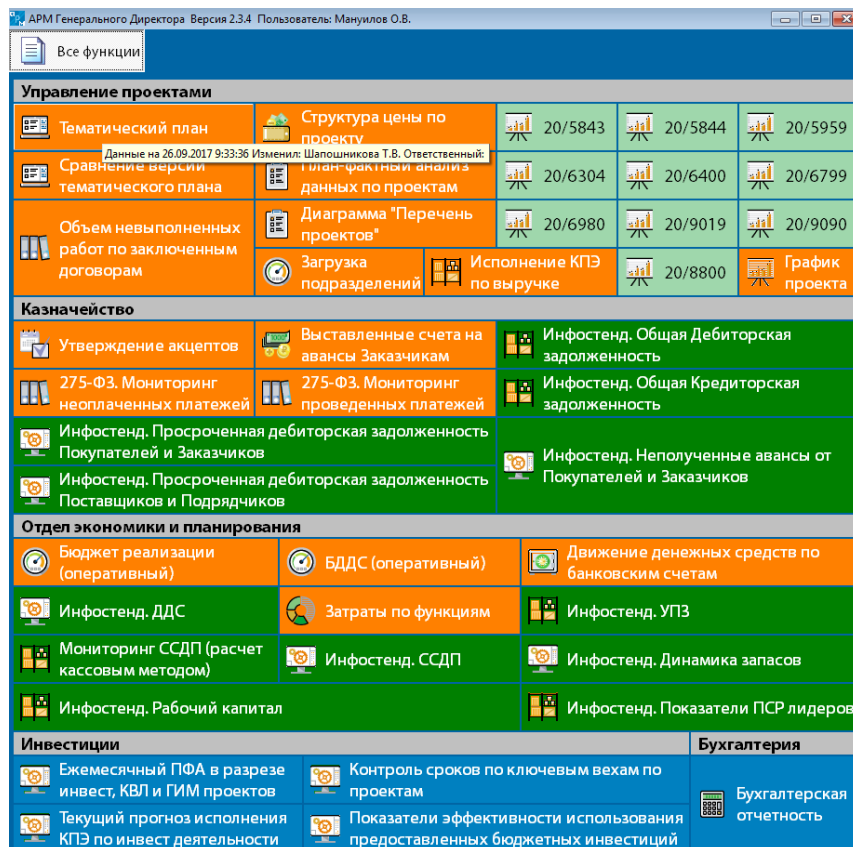 АРМ Генерального Директора Версия 2.3.4 Пользователь: Мануилов О.В.
Все функции
Управление проектами
Тематический план
Структура цены по
проекту
20/5843
20/5844
20/5959
Данные на 26.09.2017 9:33:36 Изменил: Шапошникова Т.В. Ответственный:
Сравнение версий
тематического плана
План-фактный анализ
данных по проектам
20/6304
20/6400
20/6799
Объем невыполненных
работ по заключенным
договорам
Диаграмма "Перечень
проектов"
20/6980
20/9019
20/9090
Загрузка
подразделений
Исполнение КПЭ
по выручке
20/8800
График
проекта
Казначейство
Утверждение акцептов
Выставленные счета на
авансы Заказчикам
Инфостенд. Общая Дебиторская
задолженность
275-ФЗ. Мониторинг
неоплаченных платежей
275-ФЗ. Мониторинг
проведенных платежей
Инфостенд. Общая Кредиторская
задолженность
Инфостенд. Просроченная дебиторская задолженность
Покупателей и Заказчиков
Инфостенд. Неполученные авансы от
Покупателей и Заказчиков
Инфостенд. Просроченная дебиторская задолженность
Поставщиков и Подрядчиков
Отдел экономики и планирования
Бюджет реализации
(оперативный)
БДДС (оперативный)
Движение денежных средств по
банковским счетам
Инфостенд. ДДС
Затраты по функциям
Инфостенд. УПЗ
Мониторинг ССДП (расчет
кассовым методом)
Инфостенд. ССДП
Инфостенд. Динамика запасов
Инфостенд. Рабочий капитал
Инфостенд. Показатели ПСР лидеров
Инвестиции
Бухгалтерия
Ежемесячный ПФА в разрезе
инвест, КВЛ и ГИМ проектов
Контроль сроков по ключевым вехам по
проектам
Бухгалтерская
отчетность
Текущий прогноз исполнения
КПЭ по инвест деятельности
Показатели эффективности использования
предоставленных бюджетных инвестиций